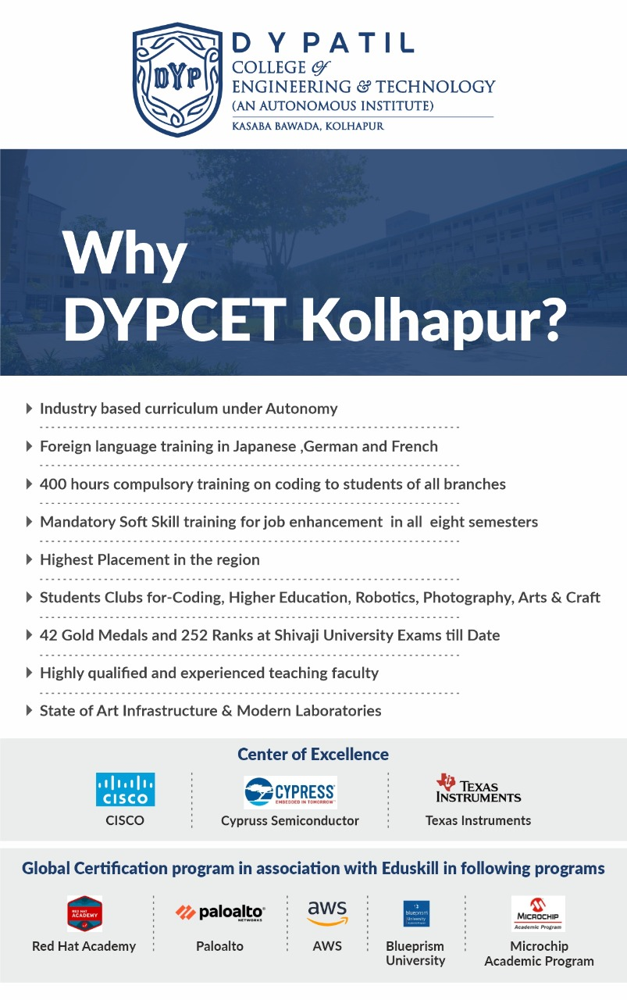 DYP
D Y PATIL
COLLEGE of
ENGINEERING & TECHNOLOGY
(AN AUTONOMOUS INSTITUTE)
KASABA BAWADA, KOLHAPUR
Why
DYPCET Kolhapur?
Industry based curriculum under Autonomy
Foreign language training in Japanese ,German and French
400 hours compulsory training on coding to students of all branches
Mandatory Soft Skill training for job enhancement in all eight semesters
Highest Placement in the region
Students Clubs for-Coding, Higher Education, Robotics, Photography, Arts & Craft
42 Gold Medals and 252 Ranks at Shivaji University Exams till Date
Highly qualified and experienced teaching faculty
State of Art Infrastructure & Modern Laboratories
Center of Excellence
CISCO
CYPRESS
EMBEDDED IN TOMORROW
TEXAS
INSTRUMENTS
CISCO
Cypruss Semiconductor
Texas Instruments
Global Certification program in association with Eduskill in following programs
RED HAT
ACADEMY
paloalto
NETWORKS
aws
blueprism
University
MICROCHIP
Academic Program
Red Hat Academy
Paloalto
AWS
Blueprism
University
Microchip
Academic Program